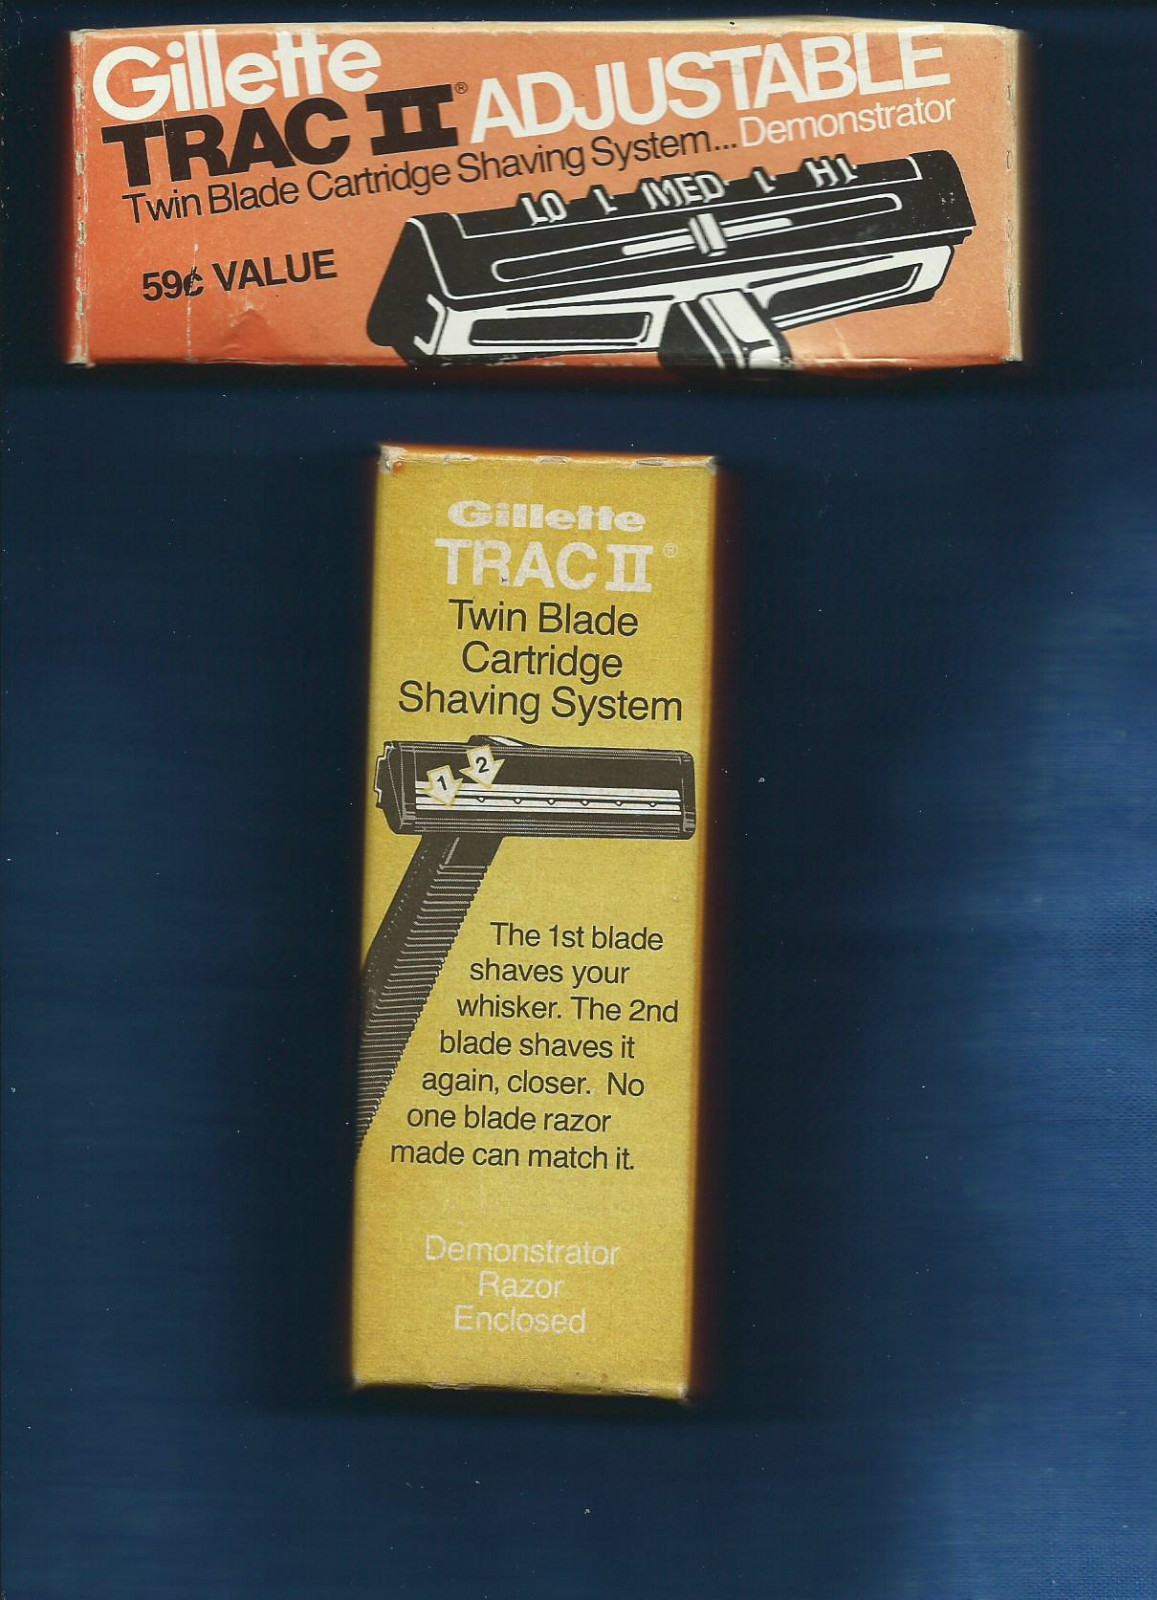 Gillette
TRAC II® ADJUSTABLE
Twin Blade Cartridge Shaving System... Demonstrator
LO 1 MED 1 HI
59¢ VALUE
Gillette
TRAC II®
Twin Blade
Cartridge
Shaving System
1 2
The 1st blade
shaves your
whisker. The 2nd
blade shaves it
again, closer. No
one blade razor
made can match it.
Demonstrator
Razor
Enclosed